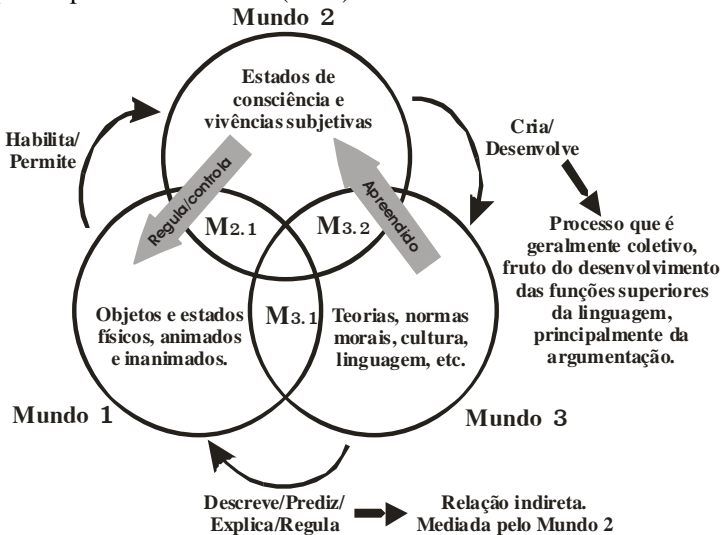 Mundo 2
Estados de
consciência e
vivências subjetivas
Habilita/
Permite
Cria/
Desenvolve
Regula/controla
Apreendido
M2.1
M3.2
Processo que é
geralmente coletivo,
fruto do desenvolvimento
das funções superiores
da linguagem,
principalmente da
argumentação.
Objetos e estados
físicos, animados
e inanimados.
M3.1
Teorias, normas
morais, cultura,
linguagem, etc.
Mundo 1
Mundo 3
Descreve/Prediz/
Explica/Regula
Relação indireta.
Mediada pelo Mundo 2